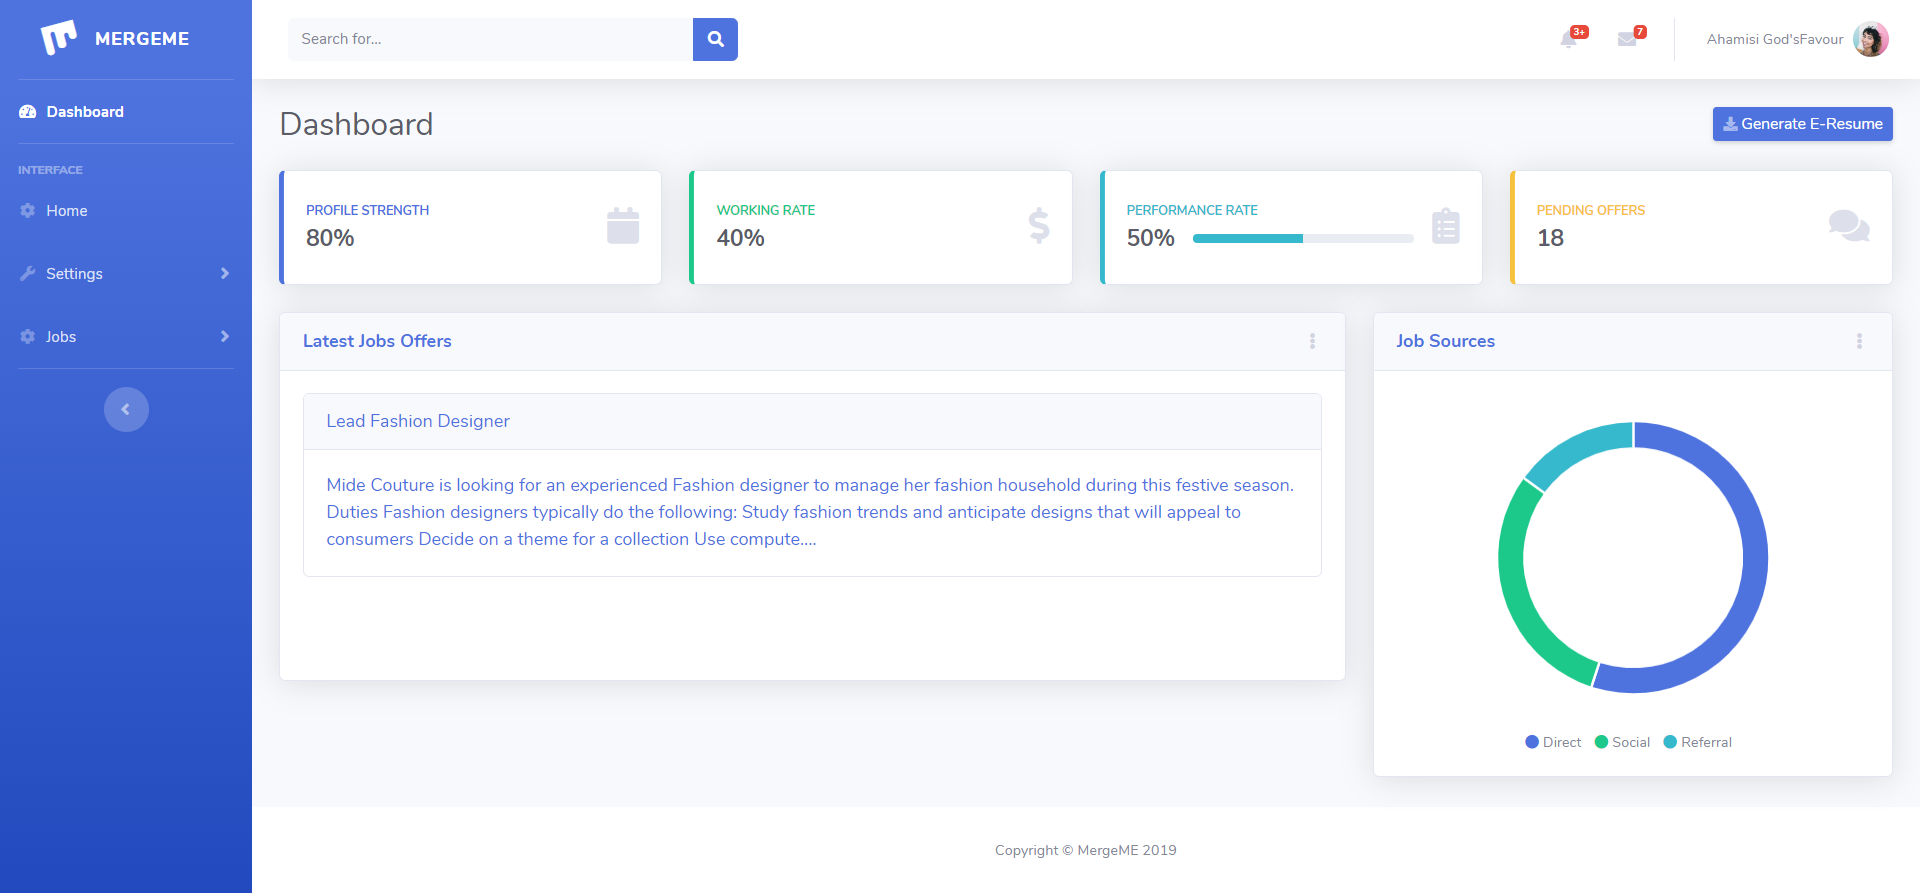 MERGEME
Search for...
3+
7
Ahamisi God'sFavour
Dashboard
INTERFACE
Home
Settings
Jobs
Dashboard
Generate E-Resume
PROFILE STRENGTH
80%
WORKING RATE
40%
PERFORMANCE RATE
50%
PENDING OFFERS
18
Latest Jobs Offers
Lead Fashion Designer
Mide Couture is looking for an experienced Fashion designer to manage her fashion household during this festive season.
Duties Fashion designers typically do the following: Study fashion trends and anticipate designs that will appeal to
consumers Decide on a theme for a collection Use compute....
Job Sources
Direct
Social
Referral
Copyright © MergeME 2019